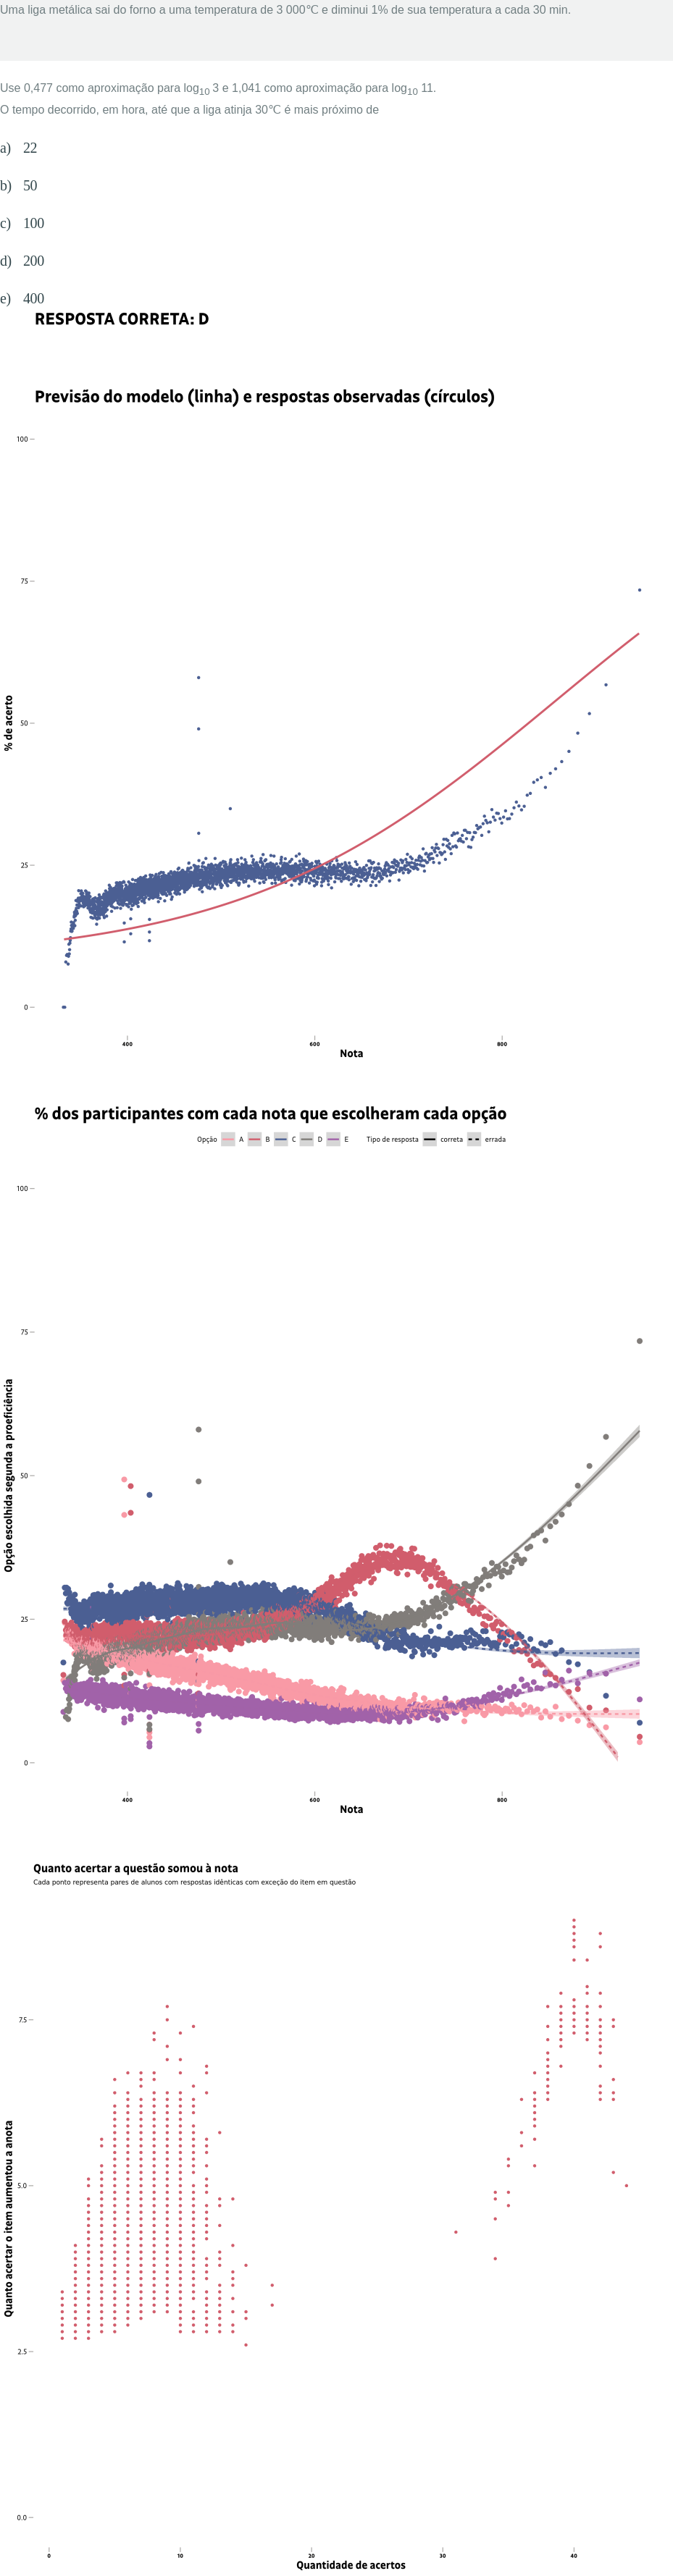 Uma liga metálica sai do forno a uma temperatura de 3 000°C e diminui 1% de sua temperatura a cada 30 min.
Use 0,477 como aproximação para log10 3 e 1,041 como aproximação para log10 11.
O tempo decorrido, em hora, até que a liga atinja 30°C é mais próximo de
a) 22
b) 50
c) 100
d) 200
e) 400
RESPOSTA CORRETA: D
Previsão do modelo (linha) e respostas observadas (círculos)
100
75
50
25
0
% de acerto
400 600 800
Nota
% dos participantes com cada nota que escolheram cada opção
Opção A B C D E Tipo de resposta correta errada
100
75
50
25
0
Opção escolhida segunda a proeficiência
400 600 800
Nota
Quanto acertar a questão somou à nota
Cada ponto representa pares de alunos com respostas idênticas com exceção do item em questão
7.5
5.0
2.5
0.0
Quanto acertar o item aumentou a anota
0 10 20 30 40
Quantidade de acertos